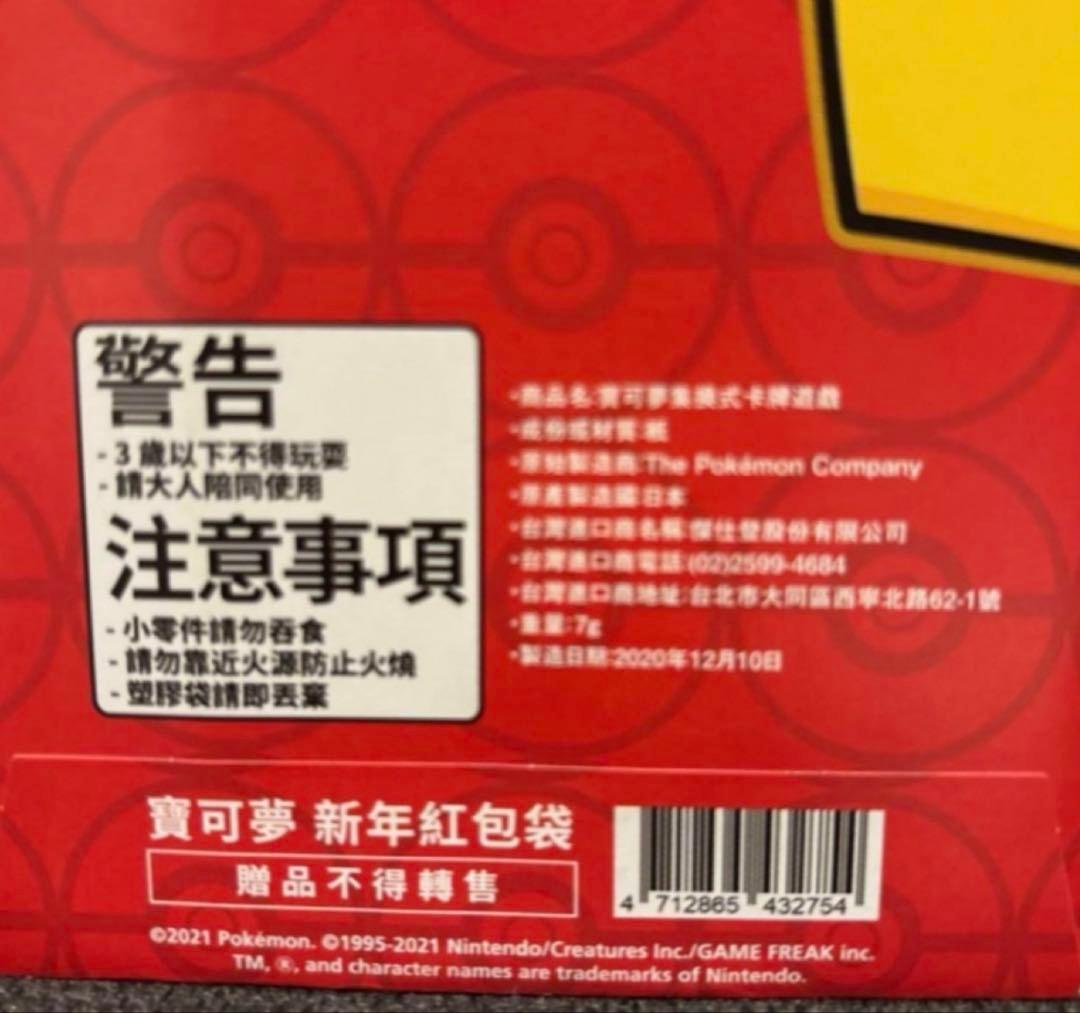 警告
- 3 歲以下不得玩耍
- 請大人陪同使用
注意事項
- 小零件請勿吞食
- 請勿靠近火源防止火燒
- 塑膠袋請即丟棄
•商品名:寶可夢集換式卡牌遊戲
•成份或材質:紙
•原始製造商:The Pokémon Company
•原產製造國:日本
•台灣進口商名稱:傑仕登股份有限公司
•台灣進口商電話:(02)2599-4684
•台灣進口商地址:台北市大同區西寧北路62-1號
•重量:7g
•製造日期:2020年12月10日
寶可夢 新年紅包袋
贈品不得轉售
4 712865 432754
©2021 Pokémon. ©1995-2021 Nintendo/Creatures Inc./GAME FREAK inc.
TM, ®, and character names are trademarks of Nintendo.